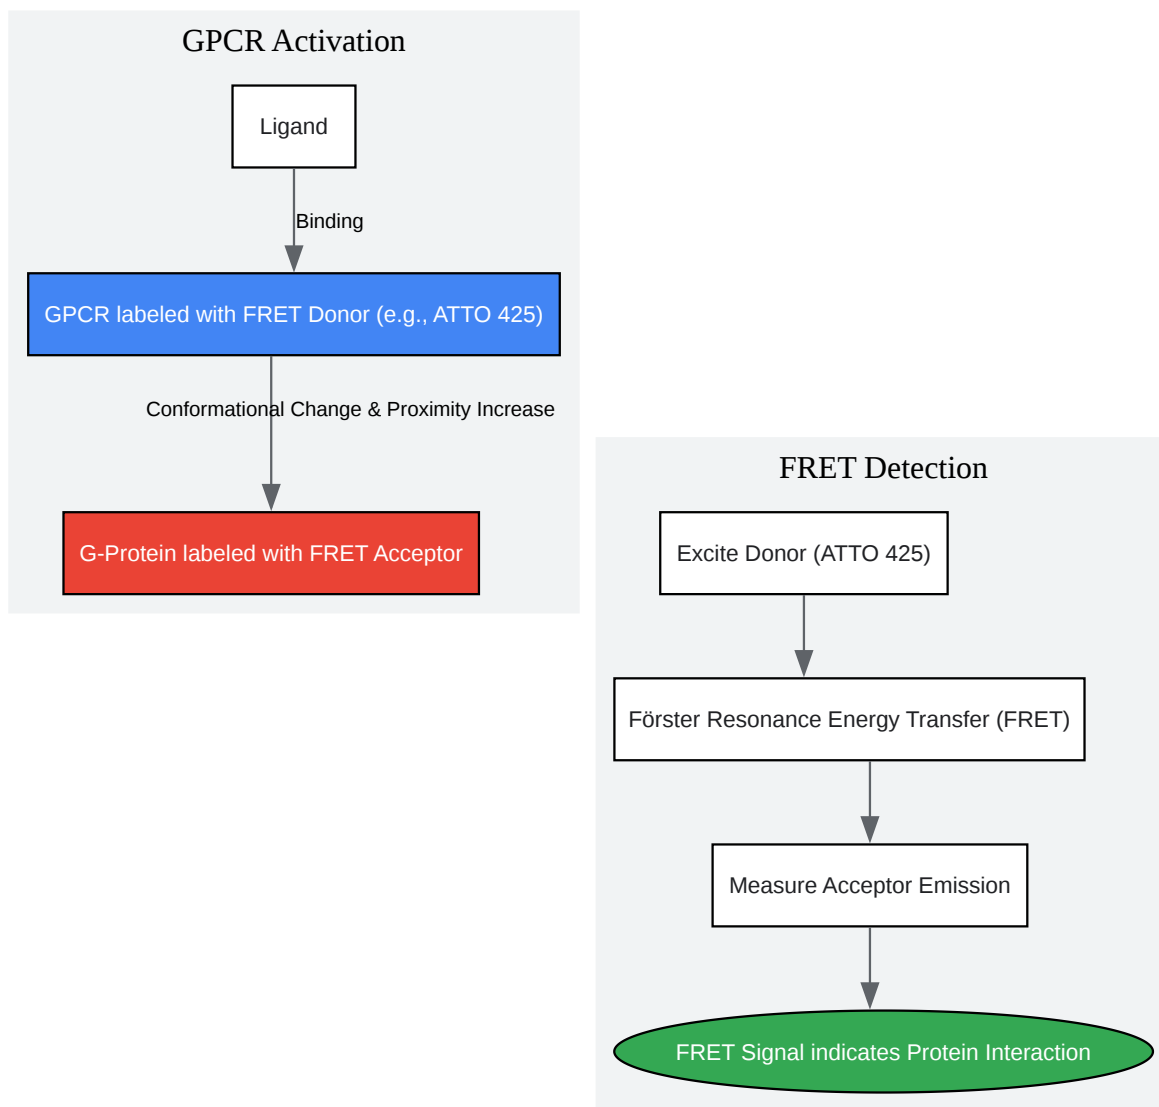 GPCR Activation
Ligand
Binding
GPCR labeled with FRET Donor (e.g., ATTO 425)
Conformational Change & Proximity Increase
G-Protein labeled with FRET Acceptor
FRET Detection
Excite Donor (ATTO 425)
Förster Resonance Energy Transfer (FRET)
Measure Acceptor Emission
FRET Signal indicates Protein Interaction